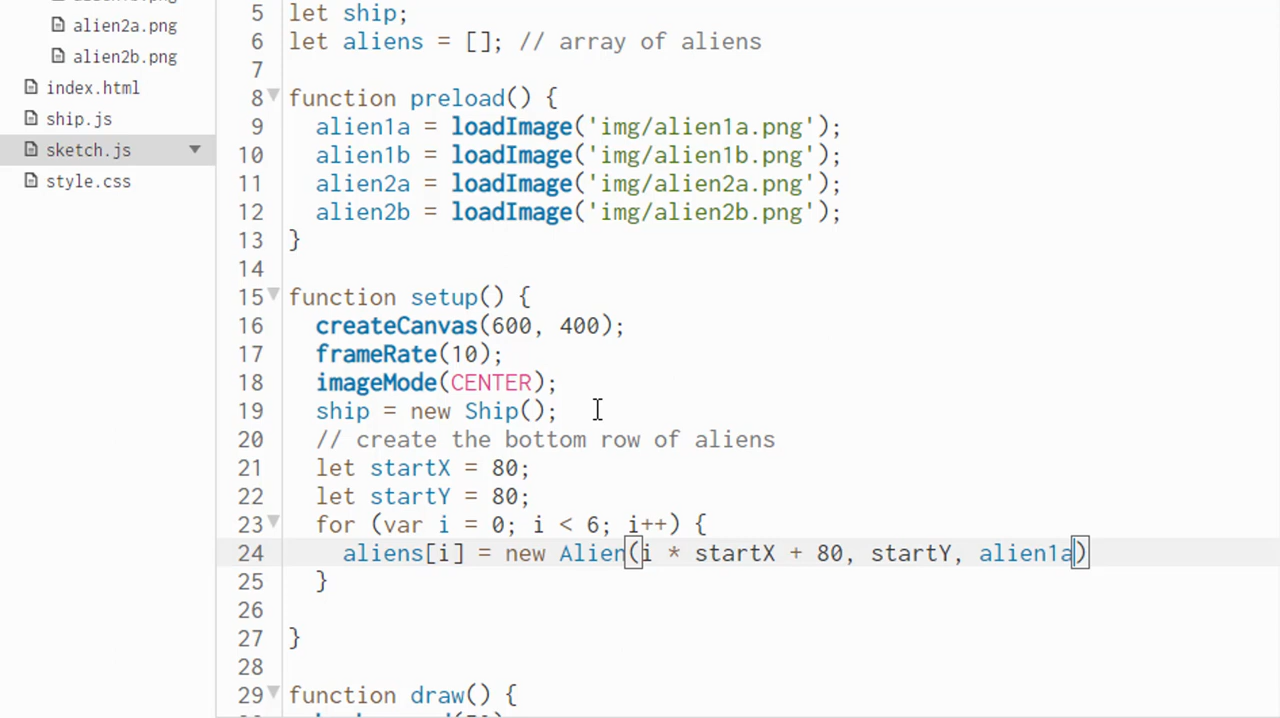 alien2a.png
alien2b.png
index.html
ship.js
sketch.js
style.css
5 let ship;
6 let aliens = []; // array of aliens
7
8 function preload() {
9 alien1a = loadImage('img/alien1a.png');
10 alien1b = loadImage('img/alien1b.png');
11 alien2a = loadImage('img/alien2a.png');
12 alien2b = loadImage('img/alien2b.png');
13 }
14
15 function setup() {
16 createCanvas(600, 400);
17 frameRate(10);
18 imageMode(CENTER);
19 ship = new Ship();
20 // create the bottom row of aliens
21 let startX = 80;
22 let startY = 80;
23 for (var i = 0; i < 6; i++) {
24 aliens[i] = new Alien(i * startX + 80, startY, alien1a)
25 }
26
27 }
28
29 function draw() {